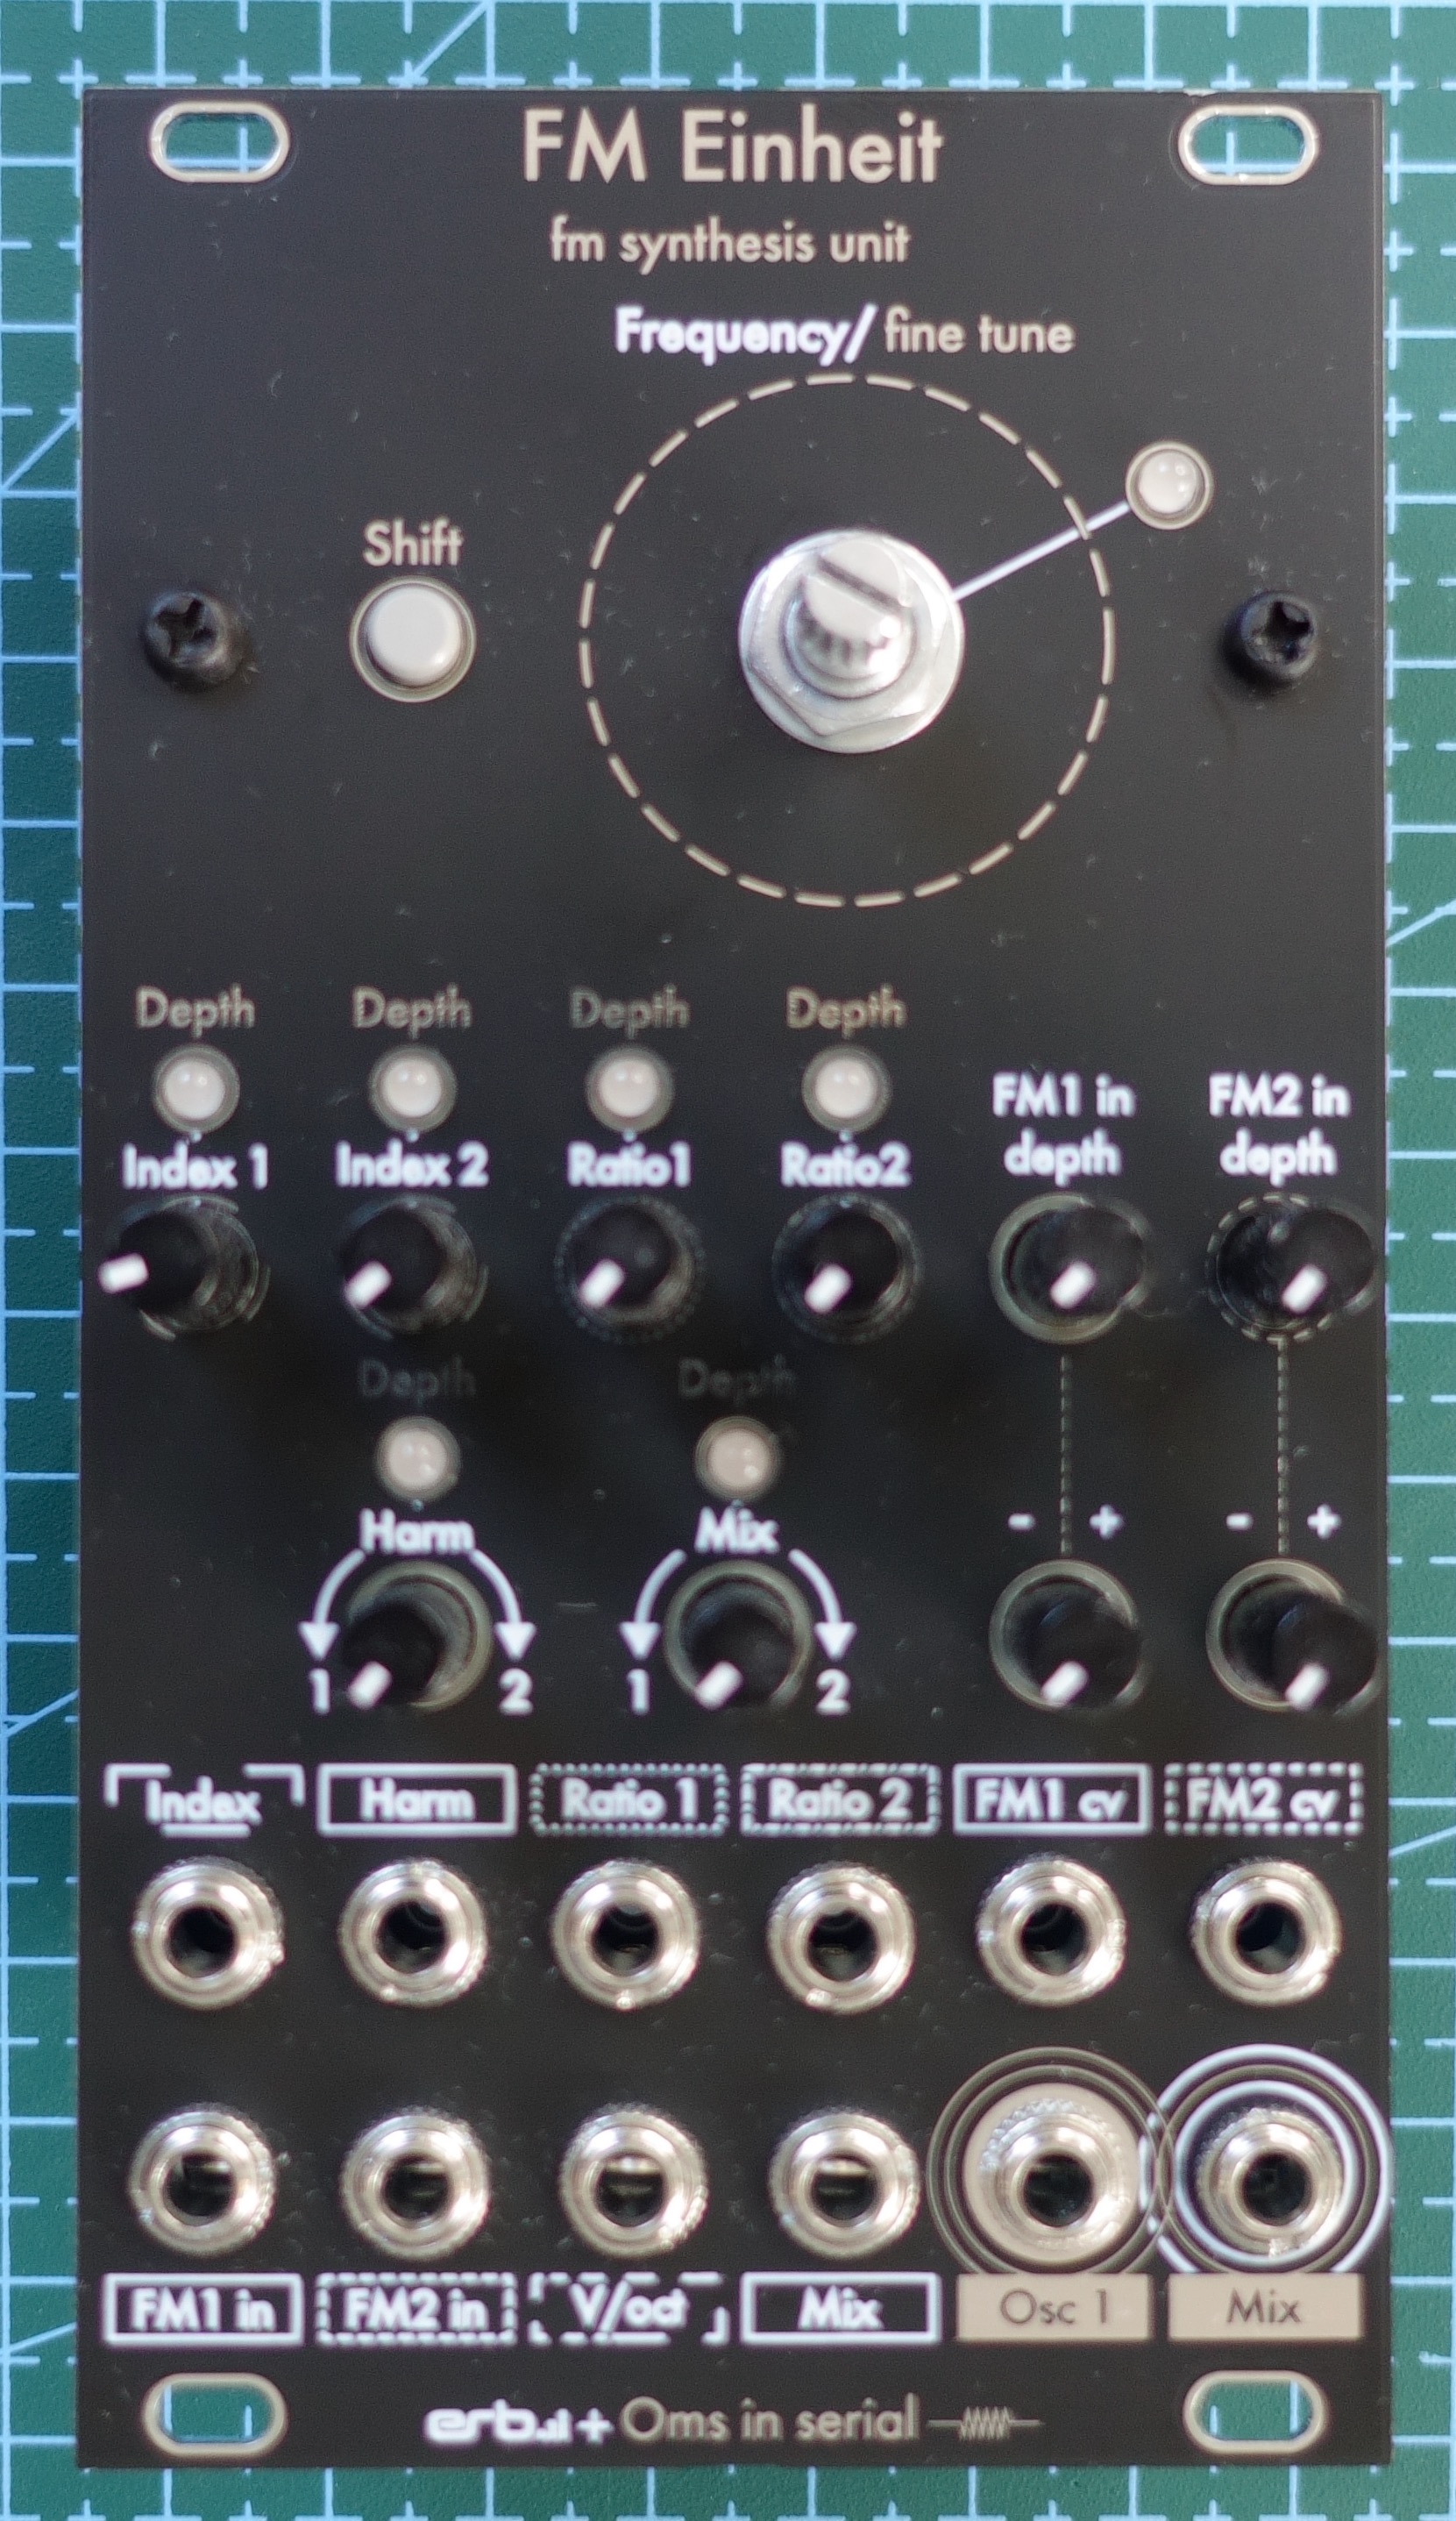 FM Einheit
fm synthesis unit
Frequency/ fine tune
Shift
Depth Depth Depth Depth
FM1 in depth
FM2 in depth
Index 1 Index 2 Ratio1 Ratio2
Depth Depth
- + - +
Harm Mix
1 2 1 2
Index Harm Ratio 1 Ratio 2 FM1 cv FM2 cv
FM1 in FM2 in V/oct Mix Osc 1 Mix
erb + Oms in serial